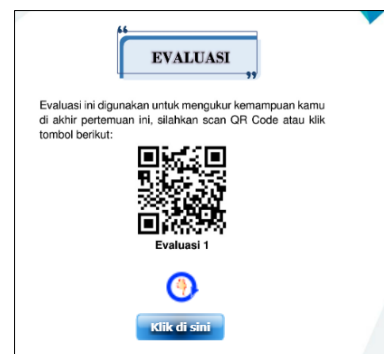 EVALUASI
Evaluasi ini digunakan untuk mengukur kemampuan kamu
di akhir pertemuan ini, silahkan scan QR Code atau klik
tombol berikut:
Evaluasi 1
Klik di sini